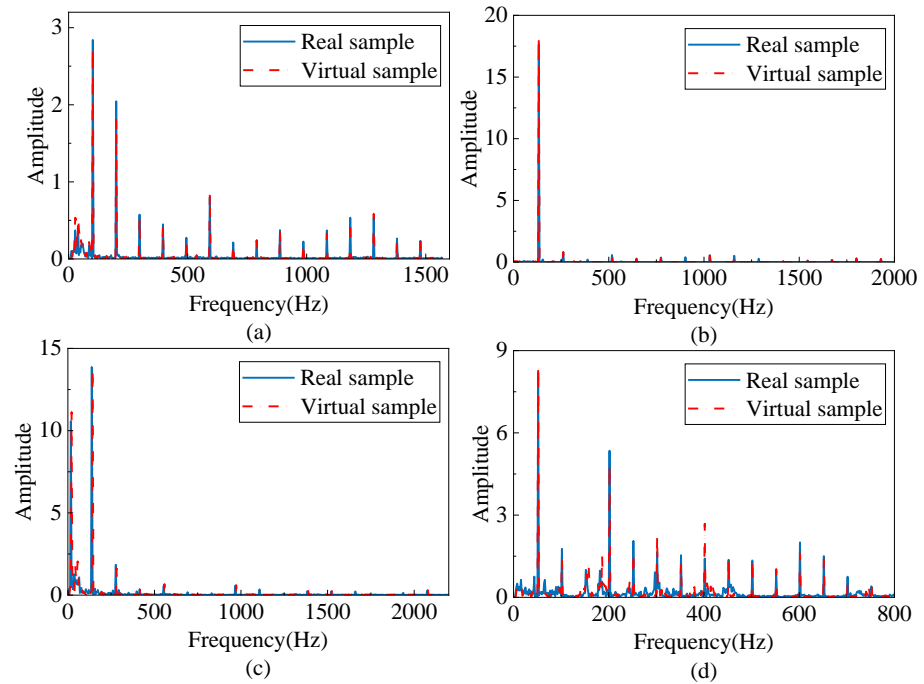 Real sample
Virtual sample
Amplitude
3
2
1
0
0 500 1000 1500
Frequency(Hz)
(a)
Real sample
Virtual sample
Amplitude
20
15
10
5
0
0 500 1000 1500 2000
Frequency(Hz)
(b)
Real sample
Virtual sample
Amplitude
15
10
5
0
0 500 1000 1500 2000
Frequency(Hz)
(c)
Real sample
Virtual sample
Amplitude
9
6
3
0
0 200 400 600 800
Frequency(Hz)
(d)